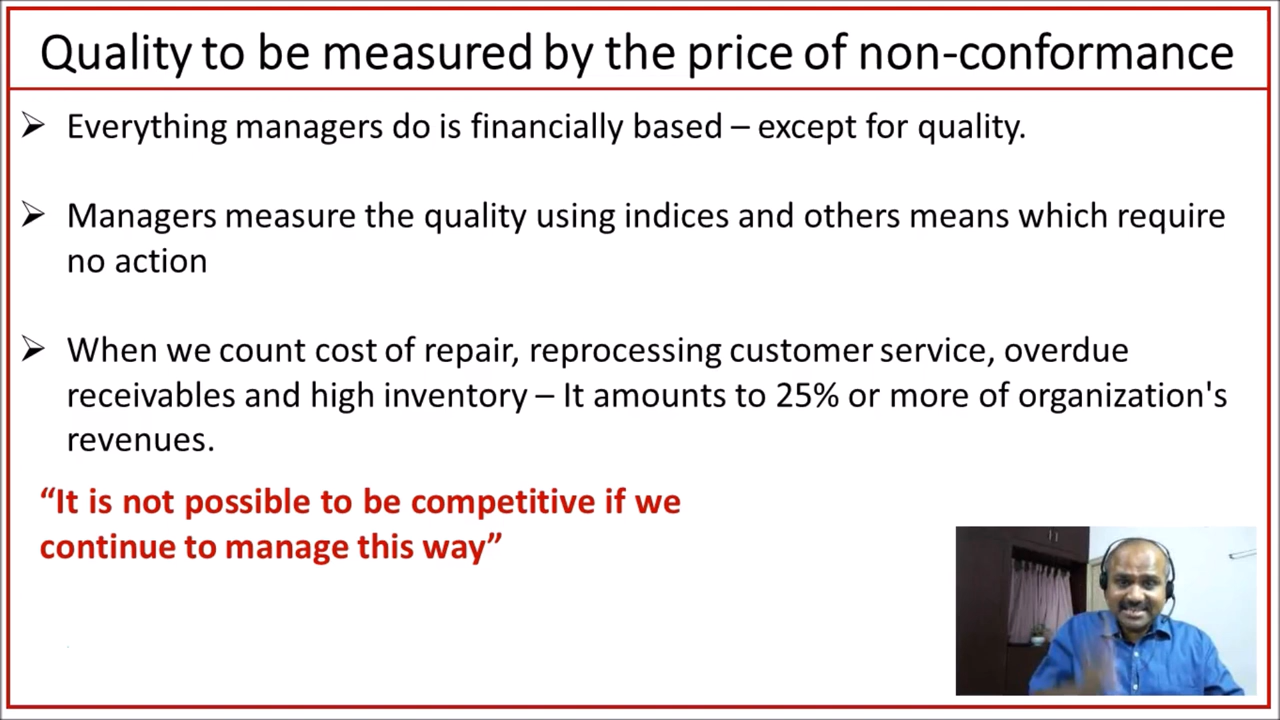 Quality to be measured by the price of non-conformance
➢ Everything managers do is financially based – except for quality.
➢ Managers measure the quality using indices and others means which require
no action
➢ When we count cost of repair, reprocessing customer service, overdue
receivables and high inventory – It amounts to 25% or more of organization's
revenues.
“It is not possible to be competitive if we
continue to manage this way”